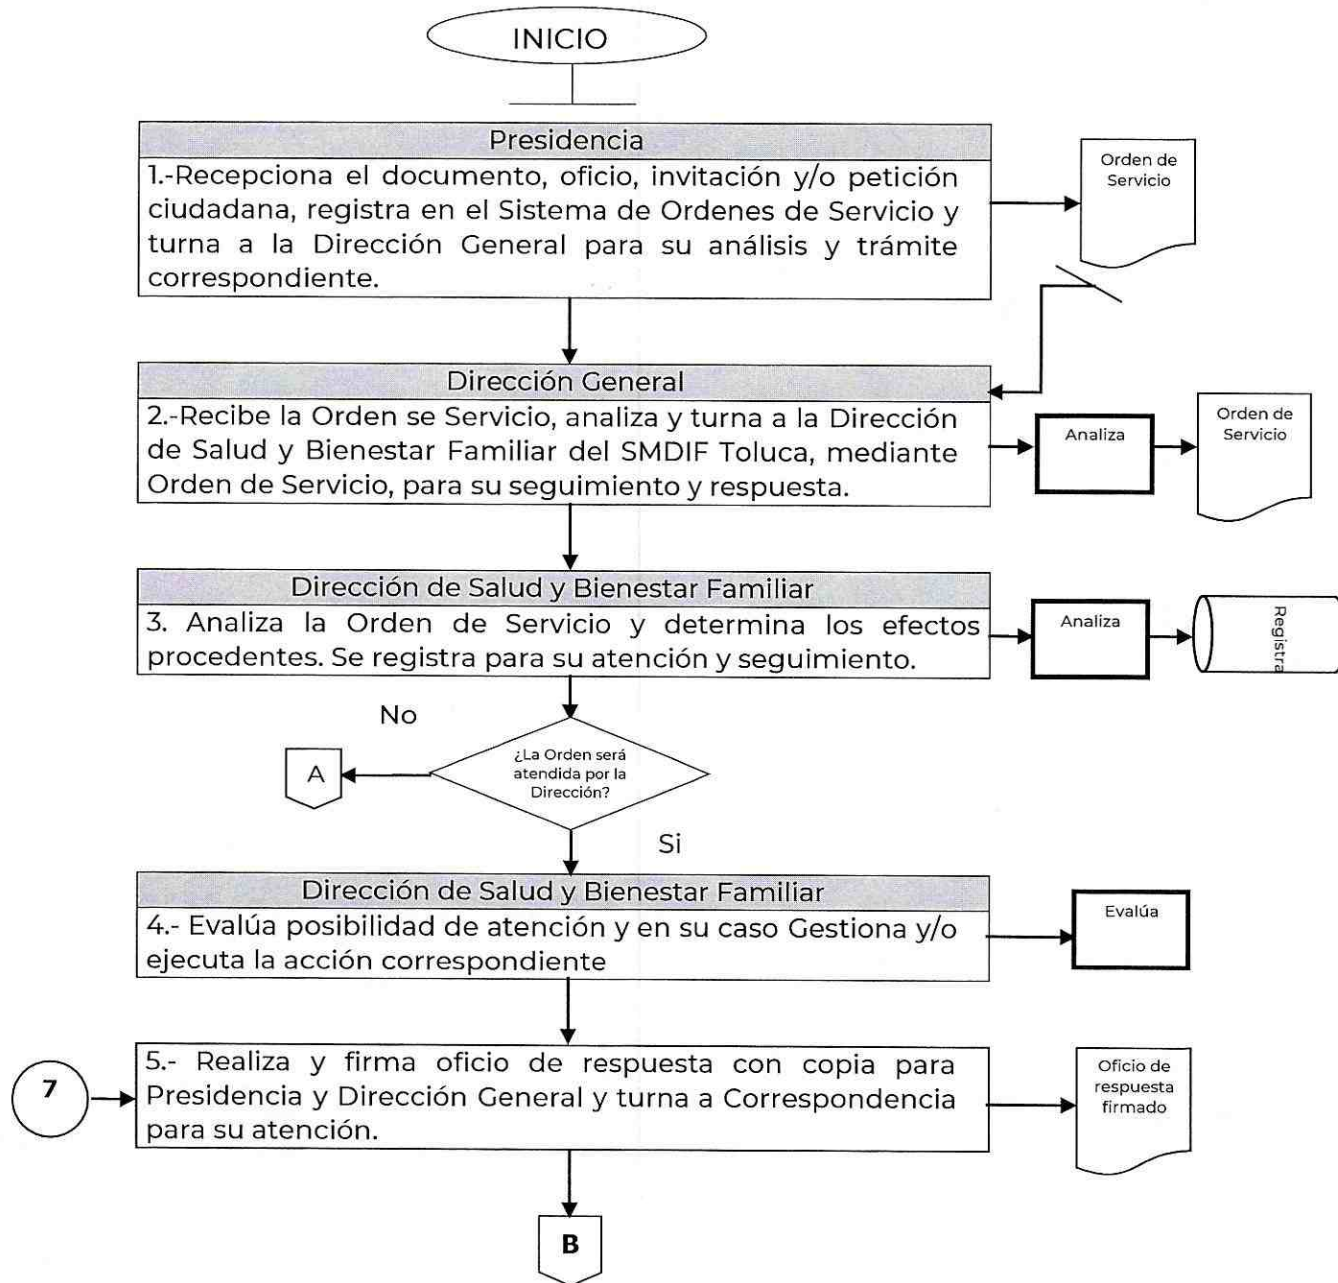 INICIO
Presidencia
1.-Recepciona el documento, oficio, invitación y/o petición
ciudadana, registra en el Sistema de Ordenes de Servicio y
turna a la Dirección General para su análisis y trámite
correspondiente.
Orden de
Servicio
Dirección General
2.-Recibe la Orden se Servicio, analiza y turna a la Dirección
de Salud y Bienestar Familiar del SMDIF Toluca, mediante
Orden de Servicio, para su seguimiento y respuesta.
Analiza
Orden de
Servicio
Dirección de Salud y Bienestar Familiar
3. Analiza la Orden de Servicio y determina los efectos
procedentes. Se registra para su atención y seguimiento.
Analiza
Registra
No
¿La Orden será
atendida por la
Dirección?
A
Si
Dirección de Salud y Bienestar Familiar
4.- Evalúa posibilidad de atención y en su caso Gestiona y/o
ejecuta la acción correspondiente
Evalúa
7
5.- Realiza y firma oficio de respuesta con copia para
Presidencia y Dirección General y turna a Correspondencia
para su atención.
Oficio de
respuesta
firmado
B